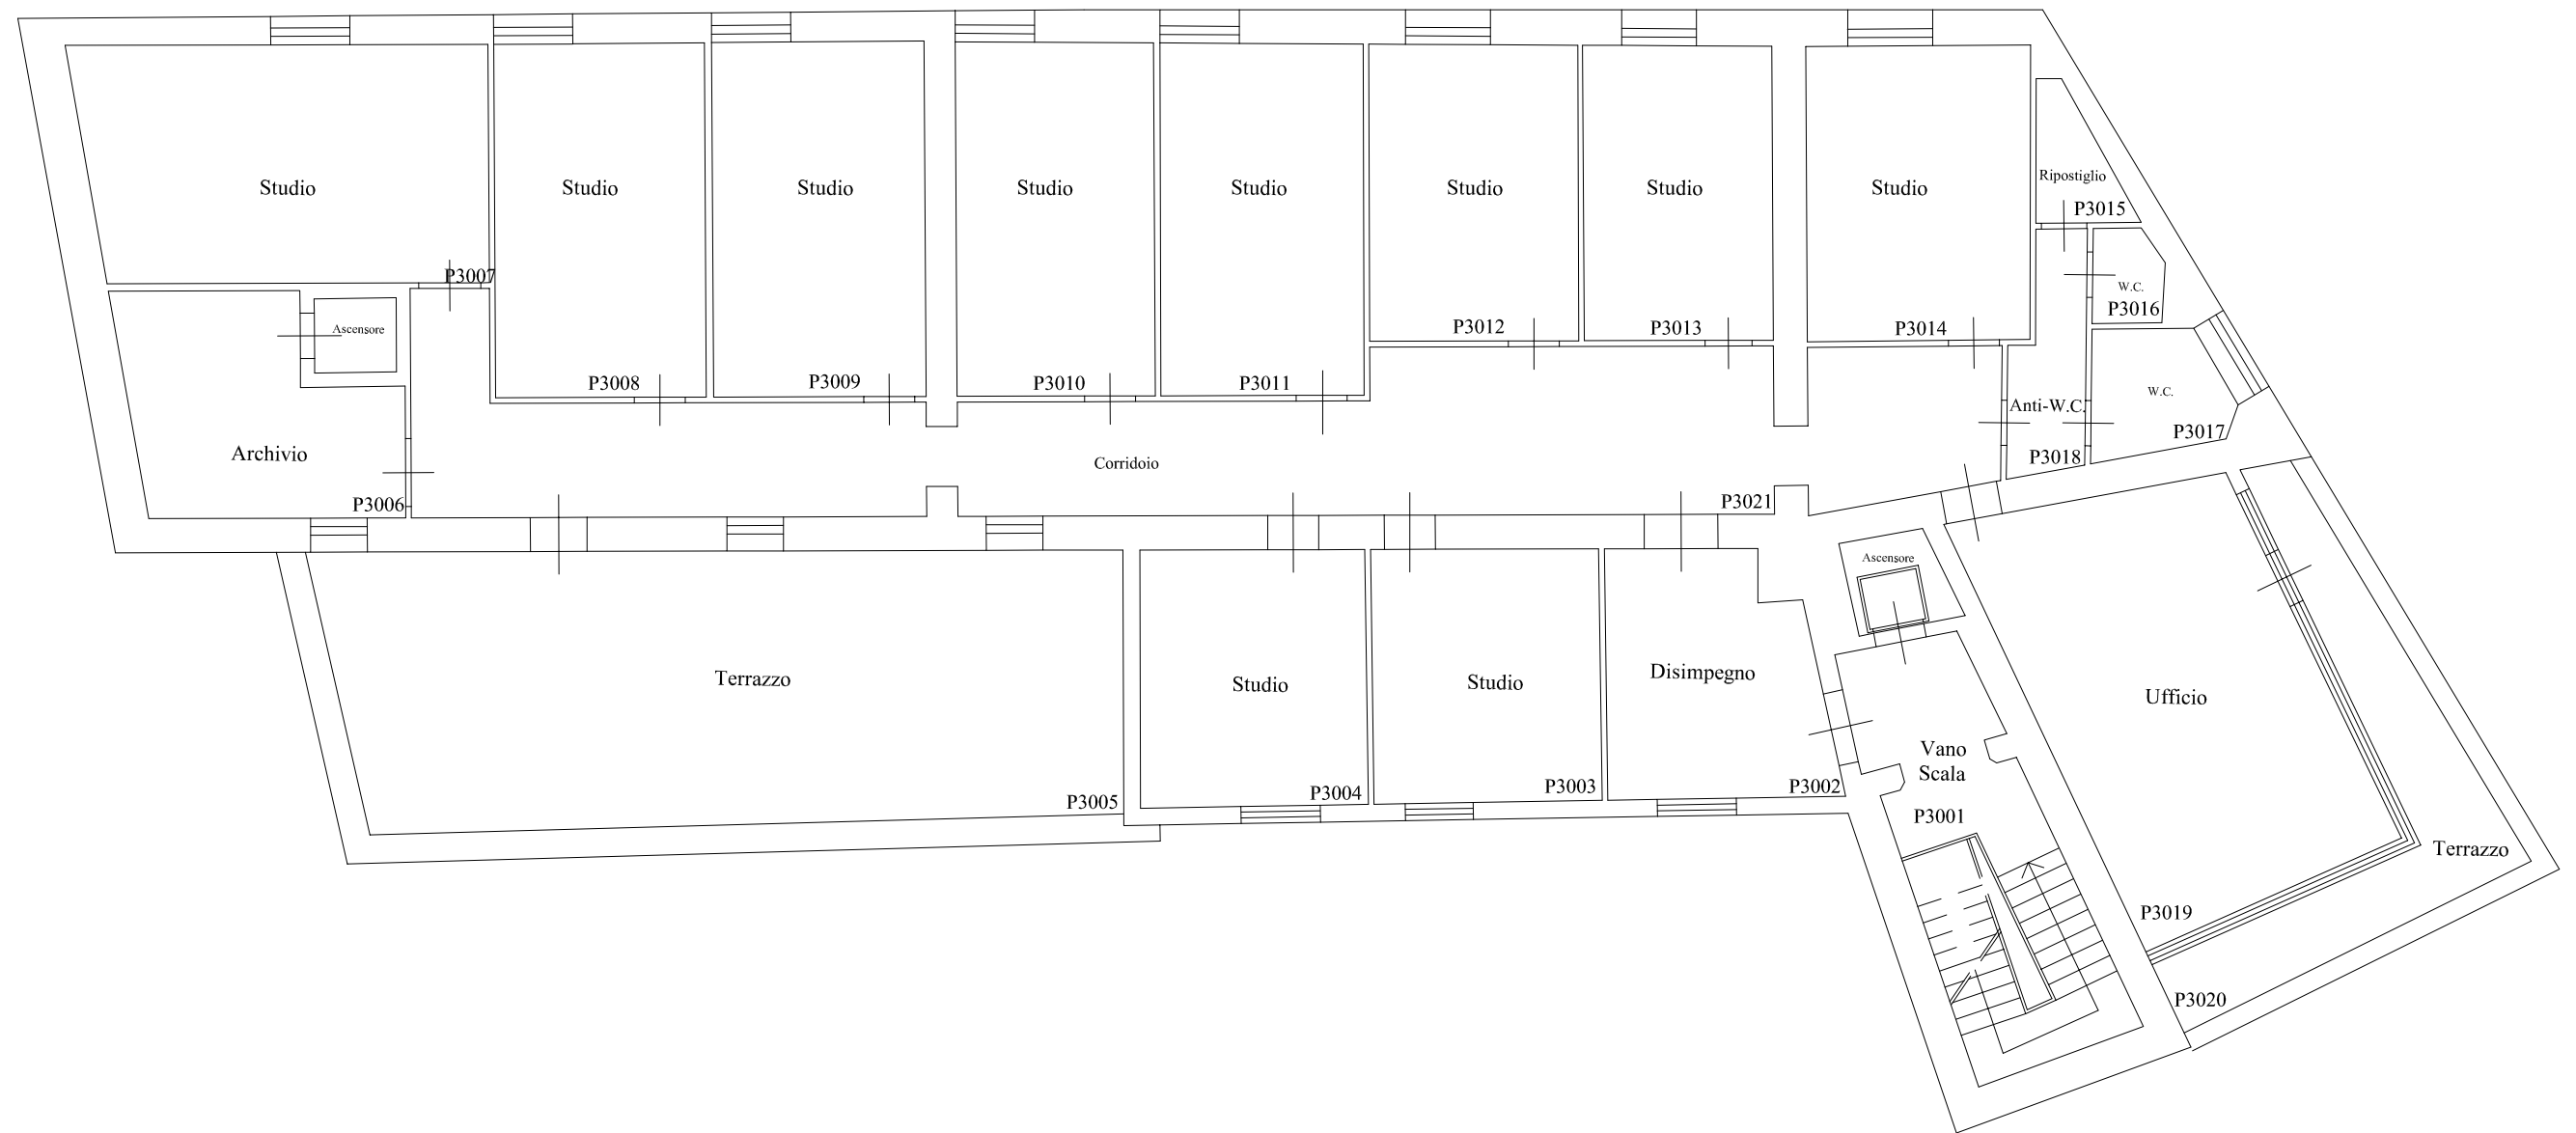 Studio
Studio
Studio
Studio
Studio
Studio
Studio
Studio
Ripostiglio
P3015
P3007
W.C.
P3016
Ascensore
P3012
P3013
P3014
P3008
P3009
P3010
P3011
W.C.
Anti-W.C.
P3017
Archivio
Corridoio
P3018
P3006
P3021
Ascensore
Terrazzo
Studio
Studio
Disimpegno
Ufficio
Vano
Scala
P3005
P3004
P3003
P3002
P3001
Terrazzo
P3019
P3020